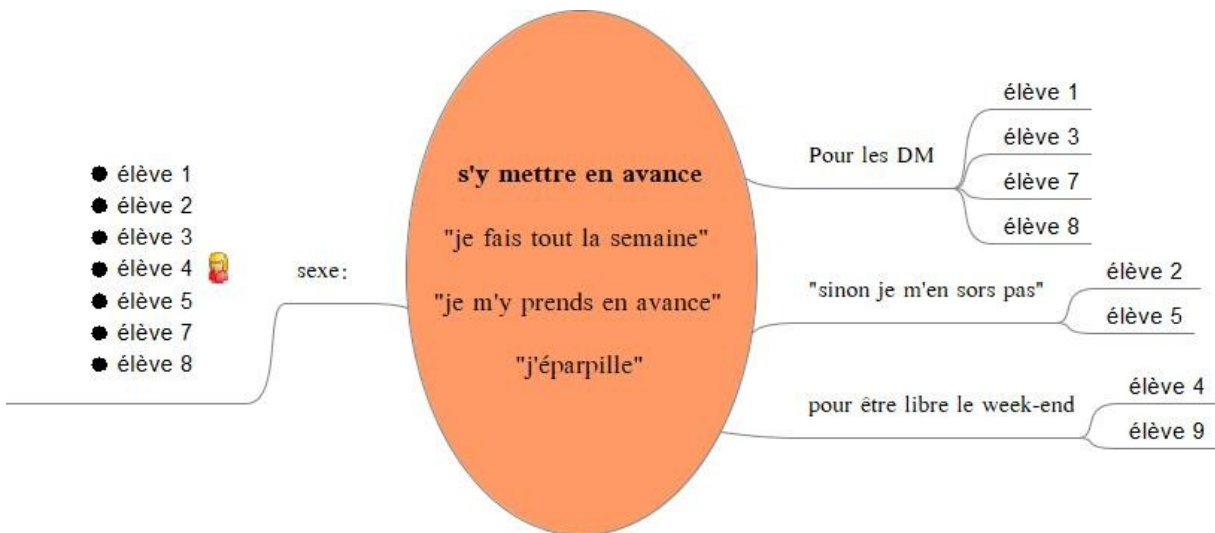 élève 1
élève 2
élève 3
élève 4
élève 5
élève 7
élève 8
sexe:
s'y mettre en avance
"je fais tout la semaine"
"je m'y prends en avance"
"j'éparpille"
Pour les DM
élève 1
élève 3
élève 7
élève 8
"sinon je m'en sors pas"
élève 2
élève 5
pour être libre le week-end
élève 4
élève 9